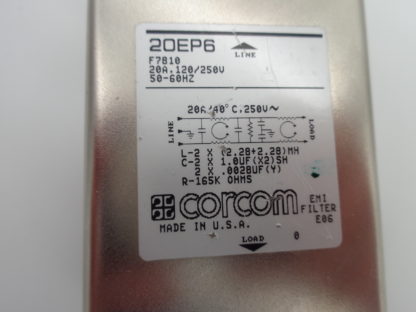 20EP6
LINE
F7810
20A.120/250V
50-60HZ
20A/40°C,250V~
LINE
LOAD
L-2 X (2.28+2.28)MH
C-2 X 1.0UF(X2)SH
2 X .0028UF(Y)
R-165K OHMS
corcom
EMI
FILTER
E06
MADE IN U.S.A.
LOAD
0